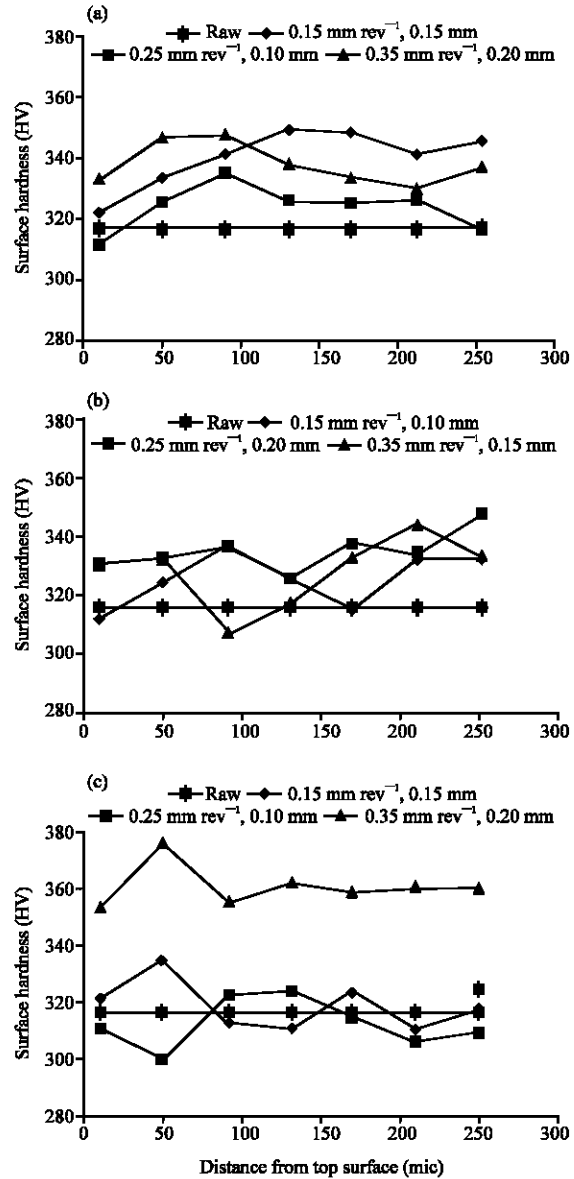 (a)
Raw 0.15 mm rev⁻¹, 0.15 mm
0.25 mm rev⁻¹, 0.10 mm 0.35 mm rev⁻¹, 0.20 mm
Surface hardness (HV)
380
360
340
320
300
280
0 50 100 150 200 250 300
(b)
Raw 0.15 mm rev⁻¹, 0.10 mm
0.25 mm rev⁻¹, 0.20 mm 0.35 mm rev⁻¹, 0.15 mm
Surface hardness (HV)
380
360
340
320
300
280
0 50 100 150 200 250 300
(c)
Raw 0.15 mm rev⁻¹, 0.15 mm
0.25 mm rev⁻¹, 0.10 mm 0.35 mm rev⁻¹, 0.20 mm
Surface hardness (HV)
380
360
340
320
300
280
0 50 100 150 200 250 300
Distance from top surface (mic)